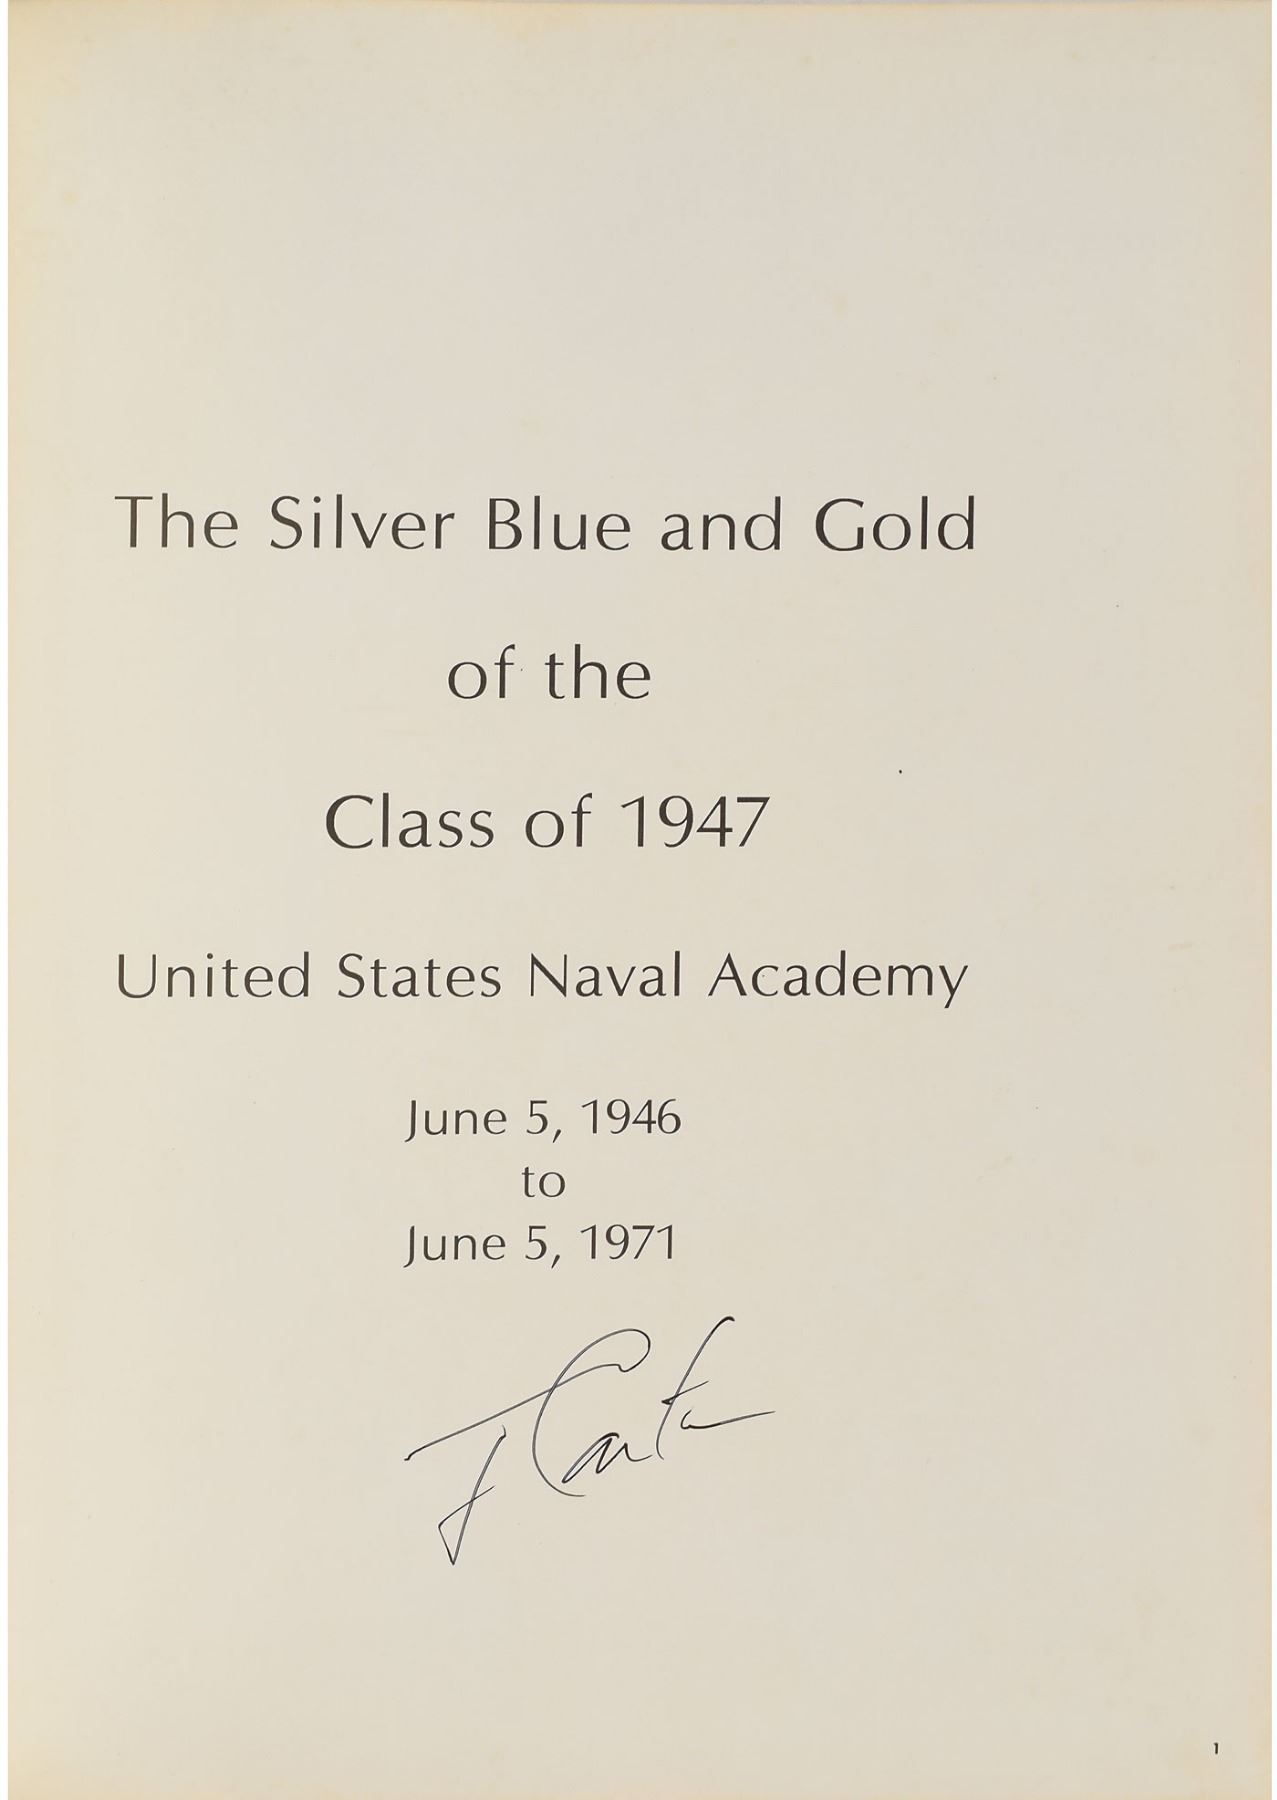 The Silver Blue and Gold
of the
Class of 1947
United States Naval Academy
June 5, 1946
to
June 5, 1971
J Carter
1